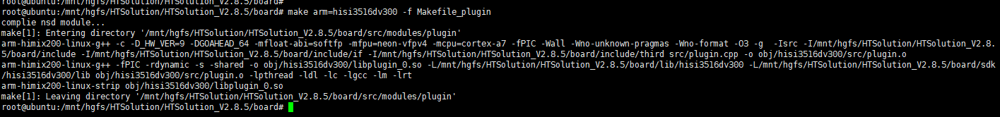 root@ubuntu:/mnt/hgfs/HTSolution/HTSolution_V2.8.5/board#
root@ubuntu:/mnt/hgfs/HTSolution/HTSolution_V2.8.5/board# make arm=hisi3516dv300 -f Makefile_plugin
complie nsd module...
make[1]: Entering directory '/mnt/hgfs/HTSolution/HTSolution_V2.8.5/board/src/modules/plugin'
arm-himix200-linux-g++ -c -D_HW_VER=9 -DGOAHEAD_64 -mfloat-abi=softfp -mfpu=neon-vfpv4 -mcpu=cortex-a7 -fPIC -Wall -Wno-unknown-pragmas -Wno-format -O3 -g  -Isrc -I/mnt/hgfs/HTSolution/HTSolution_V2.8.
5/board/include -I/mnt/hgfs/HTSolution/HTSolution_V2.8.5/board/include/if -I/mnt/hgfs/HTSolution/HTSolution_V2.8.5/board/include/third src/plugin.cpp -o obj/hisi3516dv300/src/plugin.o
arm-himix200-linux-g++ -fPIC -rdynamic -s -shared -o obj/hisi3516dv300/libplugin_0.so -L/mnt/hgfs/HTSolution/HTSolution_V2.8.5/board/lib/hisi3516dv300 -L/mnt/hgfs/HTSolution/HTSolution_V2.8.5/board/sdk
/hisi3516dv300/lib obj/hisi3516dv300/src/plugin.o -lpthread -ldl -lc -lgcc -lm -lrt
arm-himix200-linux-strip obj/hisi3516dv300/libplugin_0.so
make[1]: Leaving directory '/mnt/hgfs/HTSolution/HTSolution_V2.8.5/board/src/modules/plugin'
root@ubuntu:/mnt/hgfs/HTSolution/HTSolution_V2.8.5/board#